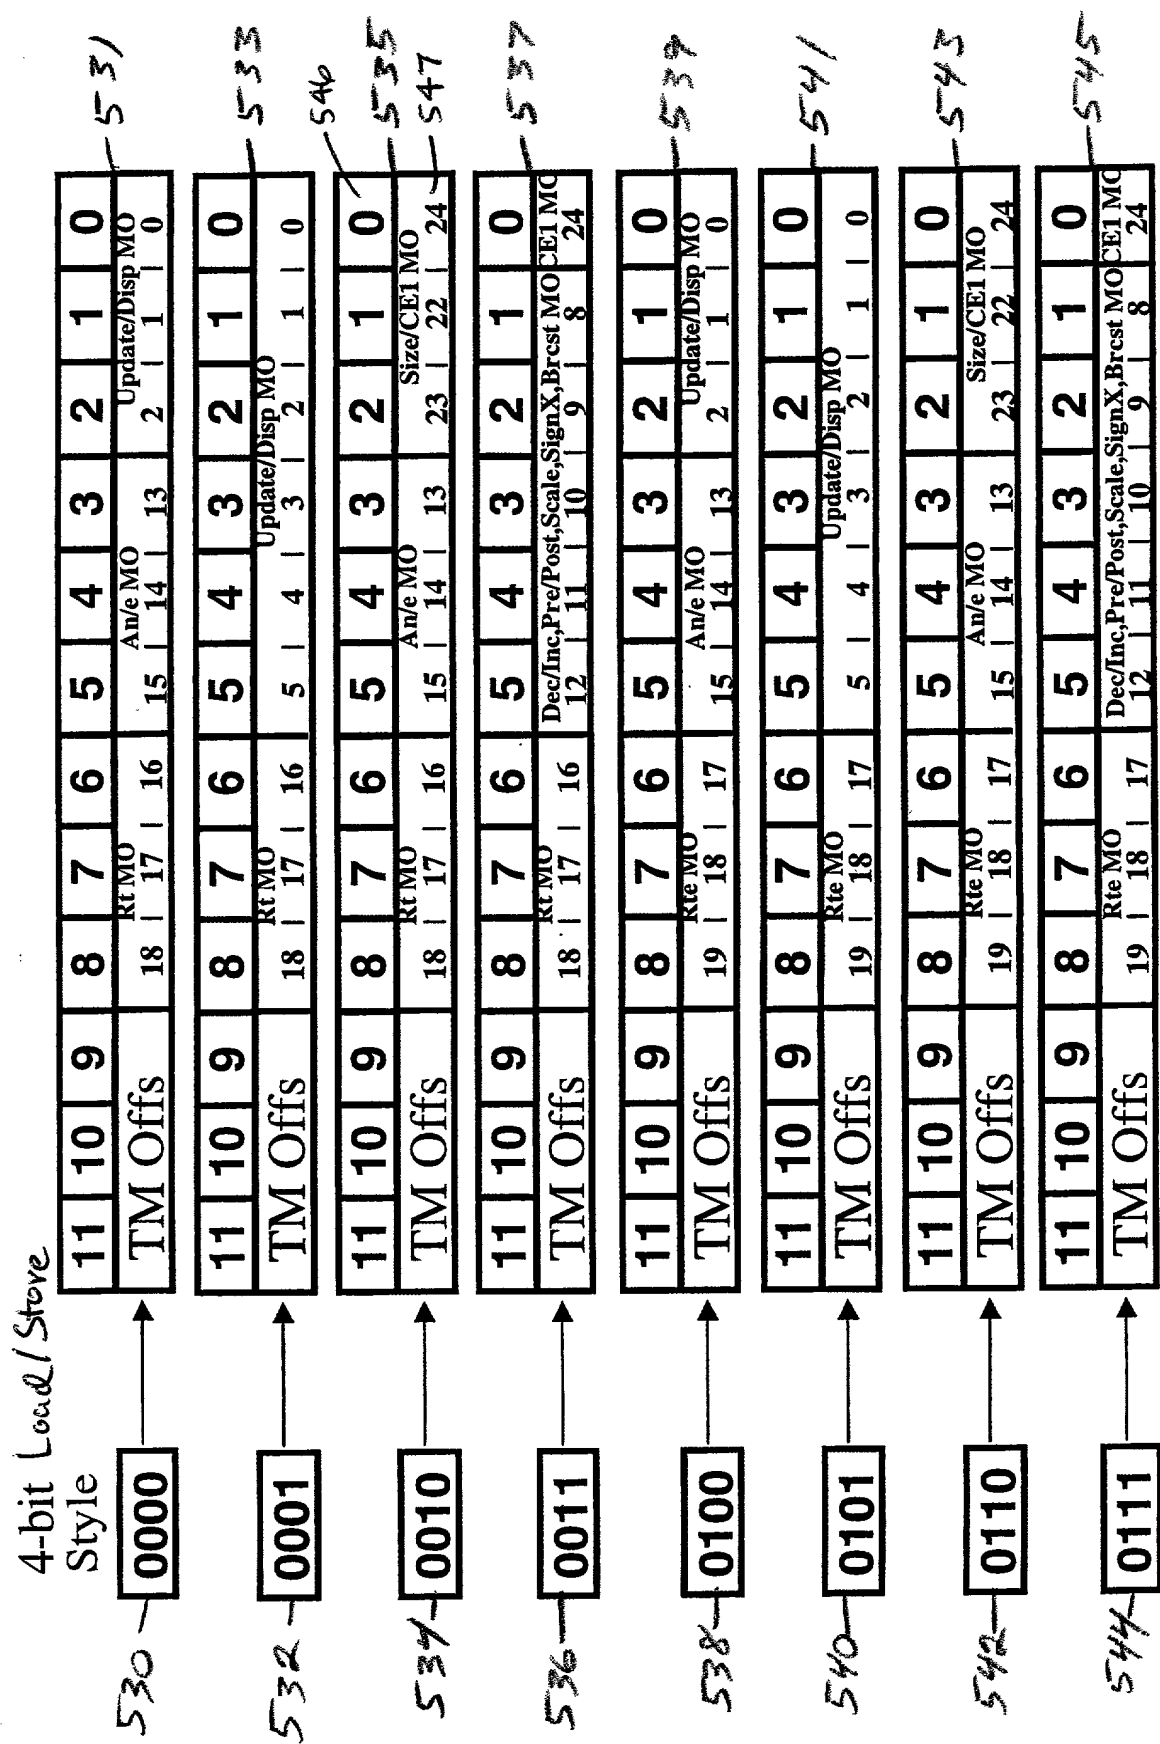 4-bit Load/Store
Style
530 0000
11 10 9 8 7 6 5 4 3 2 1 0
TM Offs Rt MO An/e MO Update/Disp MO
18 | 17 | 16 15 | 14 | 13 2 | 1 | 0
531
532 0001
11 10 9 8 7 6 5 4 3 2 1 0
TM Offs Rt MO Update/Disp MO
18 | 17 | 16 5 | 4 | 3 | 2 | 1 | 0
533
534 0010
11 10 9 8 7 6 5 4 3 2 1 0
546
TM Offs Rt MO An/e MO Size/CE1 MO
18 | 17 | 16 15 | 14 | 13 23 | 22 | 24
535
547
536 0011
11 10 9 8 7 6 5 4 3 2 1 0
TM Offs Rt MO Dec/Inc,Pre/Post,Scale,SignX,Brcst MO CE1 MO
18 | 17 | 16 12 | 11 | 10 | 9 | 8 24
537
538 0100
11 10 9 8 7 6 5 4 3 2 1 0
TM Offs Rte MO An/e MO Update/Disp MO
19 | 18 | 17 15 | 14 | 13 2 | 1 | 0
539
540 0101
11 10 9 8 7 6 5 4 3 2 1 0
TM Offs Rte MO Update/Disp MO
19 | 18 | 17 5 | 4 | 3 | 2 | 1 | 0
541
542 0110
11 10 9 8 7 6 5 4 3 2 1 0
TM Offs Rte MO An/e MO Size/CE1 MO
19 | 18 | 17 15 | 14 | 13 23 | 22 | 24
543
544 0111
11 10 9 8 7 6 5 4 3 2 1 0
TM Offs Rte MO Dec/Inc,Pre/Post,Scale,SignX,Brcst MO CE1 MO
19 | 18 | 17 12 | 11 | 10 | 9 | 8 24
545